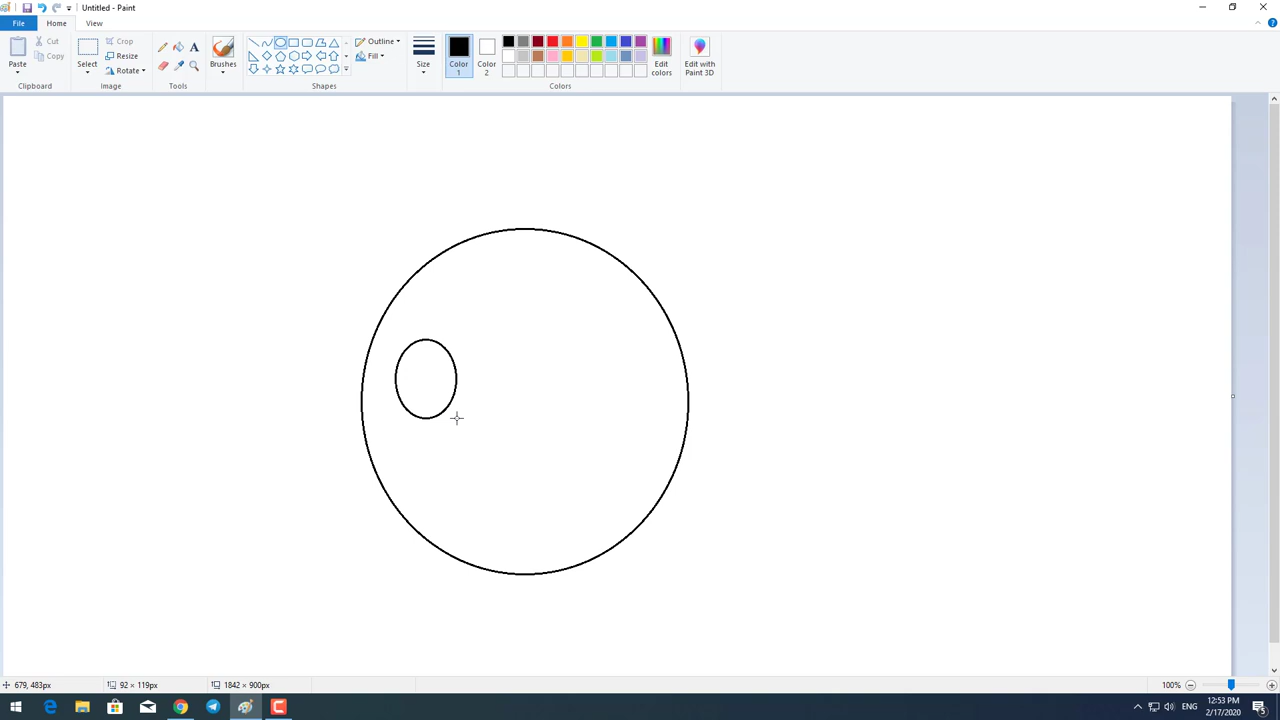 Untitled - Paint
File Home View
Paste
Cut
Copy
Clipboard
Select
Crop
Resize
Rotate
Image
A
Tools
Brushes
Outline
Fill
Shapes
Size
Color 1
Color 2
Colors
Edit colors
Edit with Paint 3D
679, 483px
92 × 119px
1842 × 900px
100%
ENG
12:53 PM
2/17/2020
5